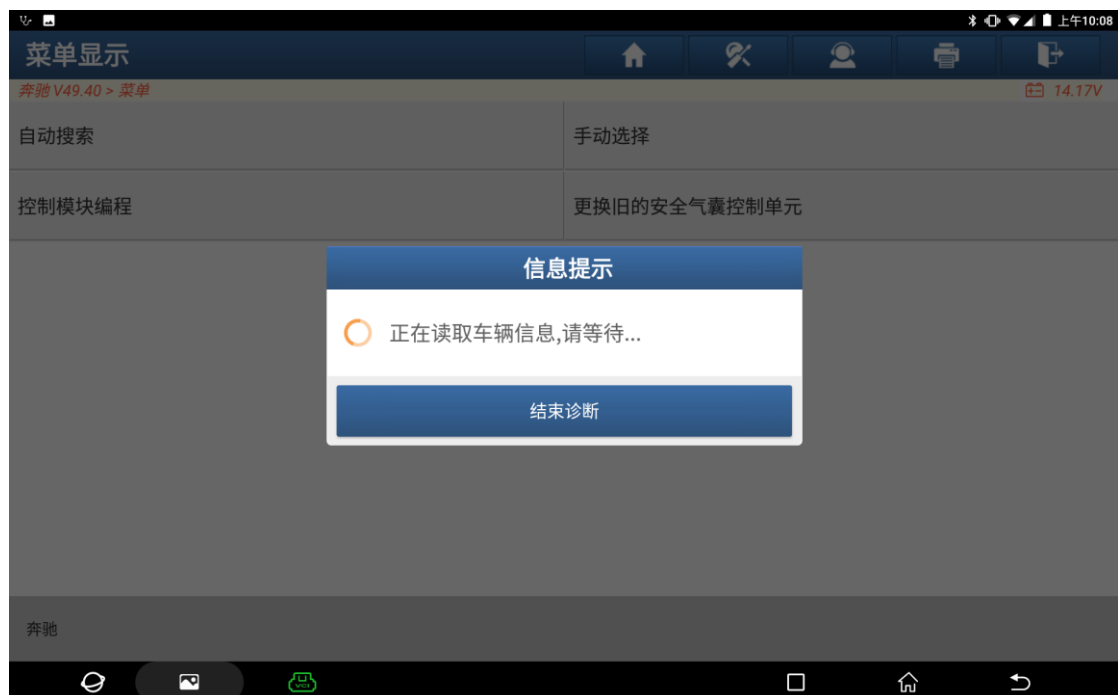 上午10:08
菜单显示
奔驰 V49.40 > 菜单
14.17V
自动搜索
手动选择
控制模块编程
更换旧的安全气囊控制单元
信息提示
正在读取车辆信息,请等待...
结束诊断
奔驰
VCI